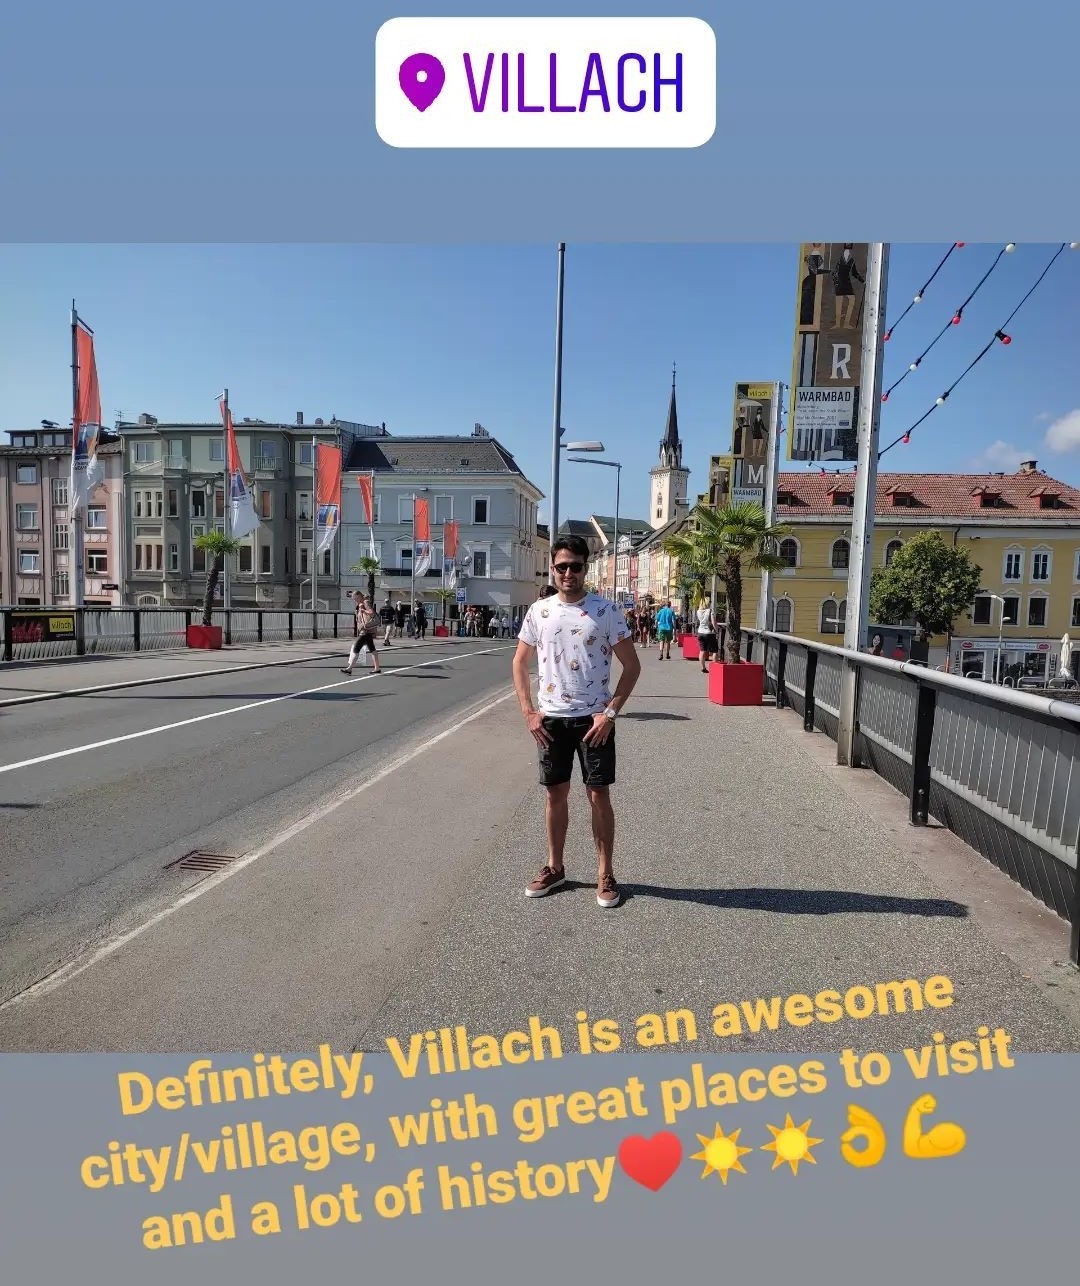 VILLACH
R
WARMBAD
villach
M
WARMBAD
villach
Definitely, Villach is an awesome
city/village, with great places to visit
and a lot of history❤️☀️☀️👌💪